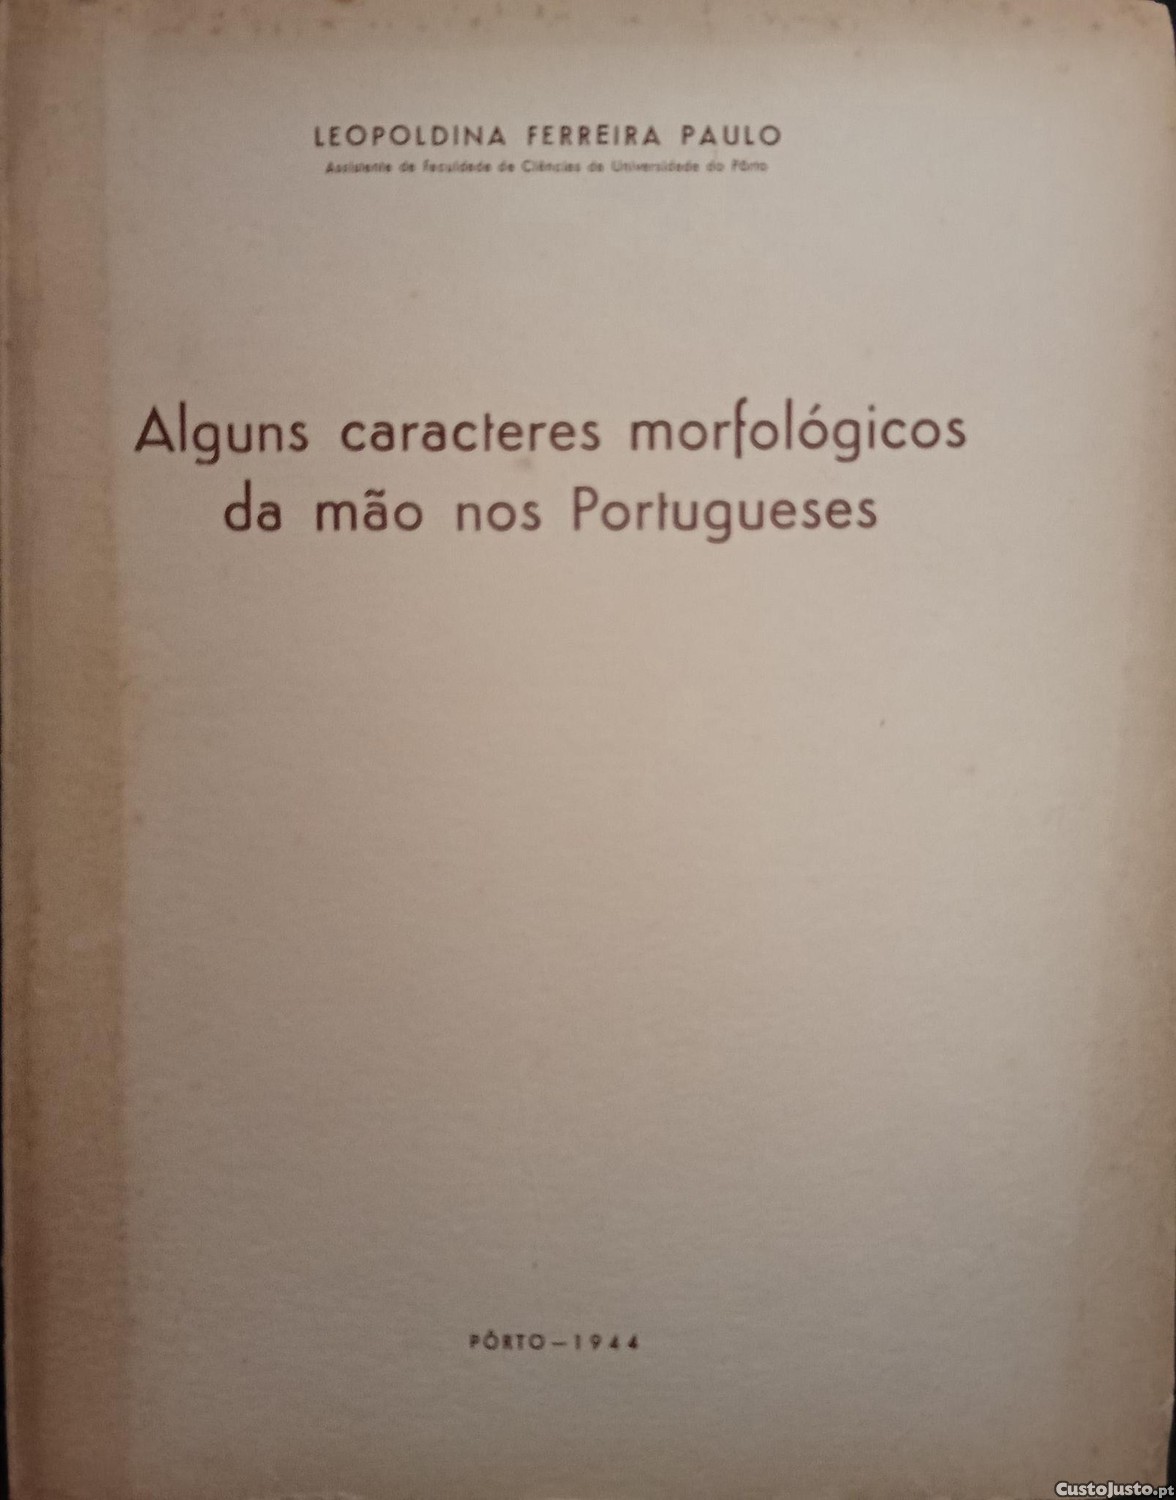 LEOPOLDINA FERREIRA PAULO
Assistente da Faculdade de Ciências da Universidade do Pôrto
Alguns caracteres morfológicos
da mão nos Portugueses
PÔRTO — 1944
CustoJusto.pt